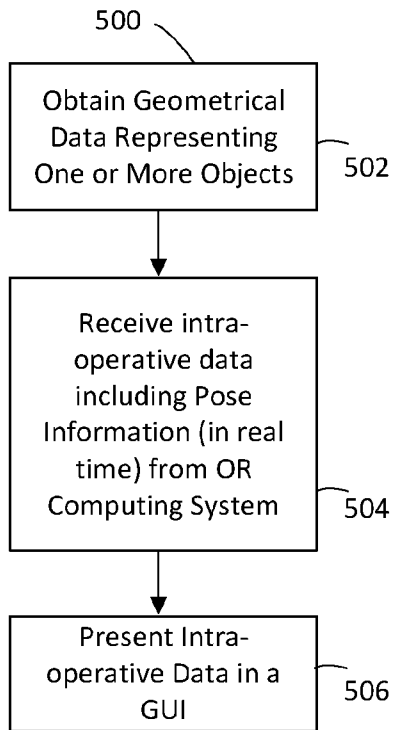 500
Obtain Geometrical
Data Representing
One or More Objects
502
Receive intra-
operative data
including Pose
Information (in real
time) from OR
Computing System
504
Present Intra-
operative Data in a
GUI
506